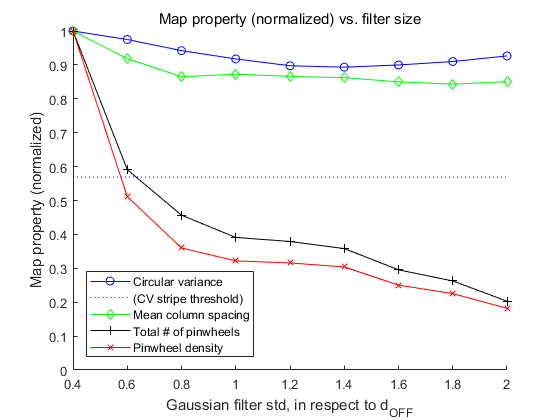 Map property (normalized) vs. filter size
Map property (normalized)
1
0.9
0.8
0.7
0.6
0.5
0.4
0.3
0.2
0.1
0
Circular variance
(CV stripe threshold)
Mean column spacing
Total # of pinwheels
Pinwheel density
0.4 0.6 0.8 1 1.2 1.4 1.6 1.8 2
Gaussian filter std, in respect to d_OFF